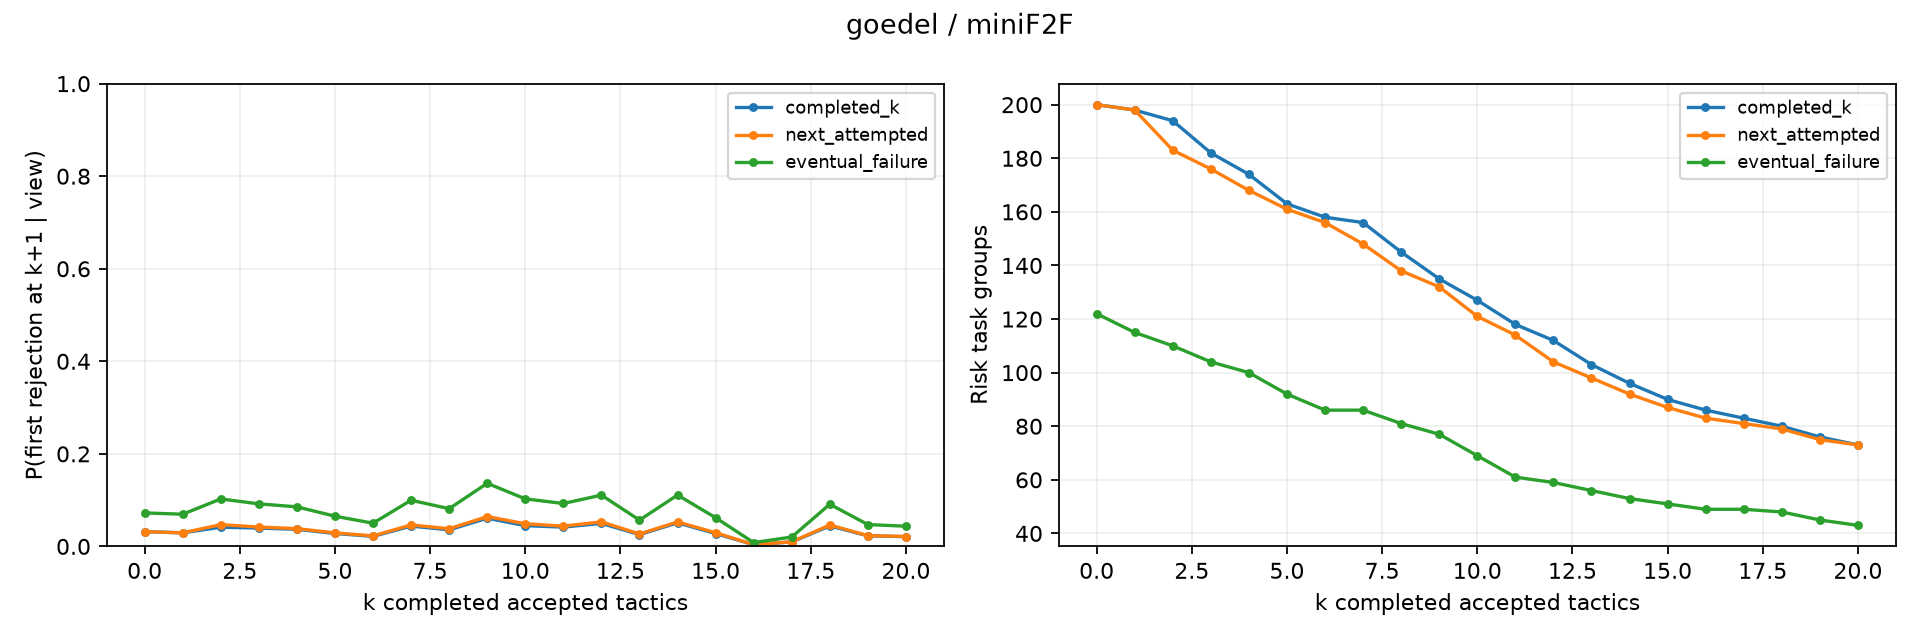 goedel / miniF2F
P(first rejection at k+1 | view)
1.0
0.8
0.6
0.4
0.2
0.0
completed_k
next_attempted
eventual_failure
0.0 2.5 5.0 7.5 10.0 12.5 15.0 17.5 20.0
k completed accepted tactics
Risk task groups
200
180
160
140
120
100
80
60
40
completed_k
next_attempted
eventual_failure
0.0 2.5 5.0 7.5 10.0 12.5 15.0 17.5 20.0
k completed accepted tactics